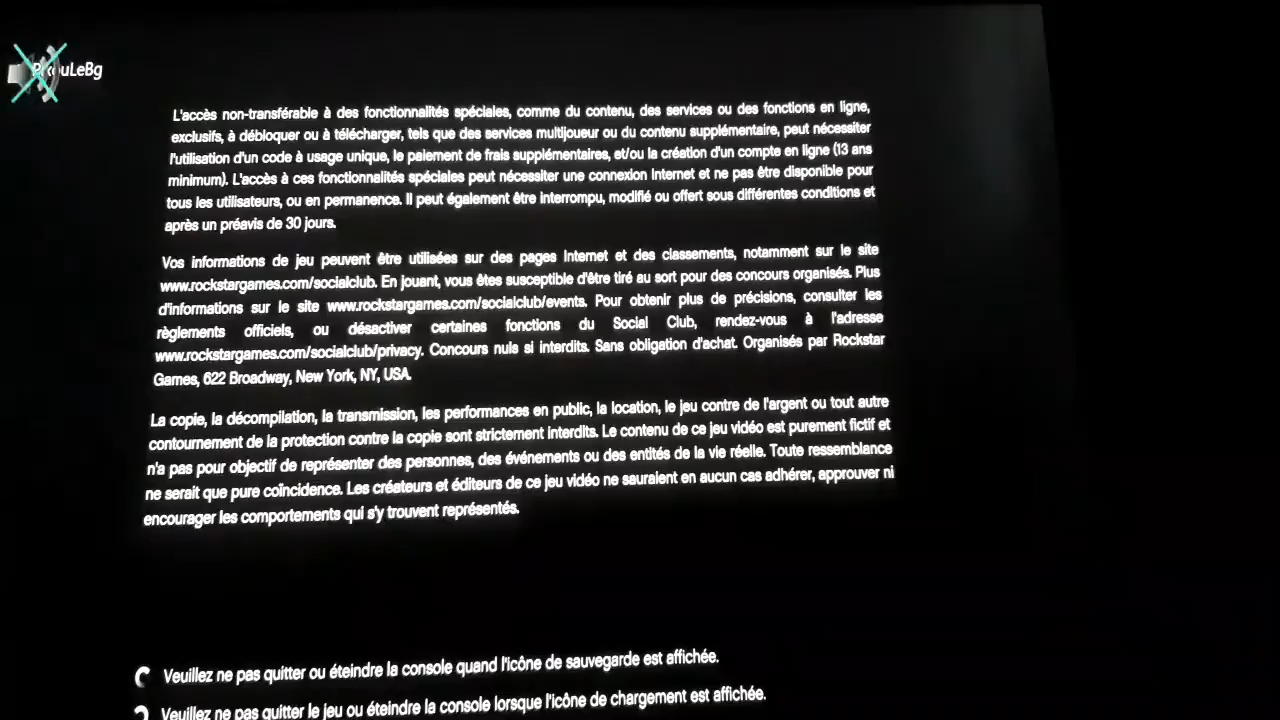 PixouLeBg
L'accès non-transférable à des fonctionnalités spéciales, comme du contenu, des services ou des fonctions en ligne,
exclusifs, à débloquer ou à télécharger, tels que des services multijoueur ou du contenu supplémentaire, peut nécessiter
l'utilisation d'un code à usage unique, le paiement de frais supplémentaires, et/ou la création d'un compte en ligne (13 ans
minimum). L'accès à ces fonctionnalités spéciales peut nécessiter une connexion Internet et ne pas être disponible pour
tous les utilisateurs, ou en permanence. Il peut également être interrompu, modifié ou offert sous différentes conditions et
après un préavis de 30 jours.
Vos informations de jeu peuvent être utilisées sur des pages Internet et des classements, notamment sur le site
www.rockstargames.com/socialclub. En jouant, vous êtes susceptible d'être tiré au sort pour des concours organisés. Plus
d'informations sur le site www.rockstargames.com/socialclub/events. Pour obtenir plus de précisions, consulter les
règlements officiels, ou désactiver certaines fonctions du Social Club, rendez-vous à l'adresse
www.rockstargames.com/socialclub/privacy. Concours nuls si interdits. Sans obligation d'achat. Organisés par Rockstar
Games, 622 Broadway, New York, NY, USA.
La copie, la décompilation, la transmission, les performances en public, la location, le jeu contre de l'argent ou tout autre
contournement de la protection contre la copie sont strictement interdits. Le contenu de ce jeu vidéo est purement fictif et
n'a pas pour objectif de représenter des personnes, des événements ou des entités de la vie réelle. Toute ressemblance
ne serait que pure coïncidence. Les créateurs et éditeurs de ce jeu vidéo ne sauraient en aucun cas adhérer, approuver ni
encourager les comportements qui s'y trouvent représentés.
Veuillez ne pas quitter ou éteindre la console quand l'icône de sauvegarde est affichée.
Veuillez ne pas quitter le jeu ou éteindre la console lorsque l'icône de chargement est affichée.